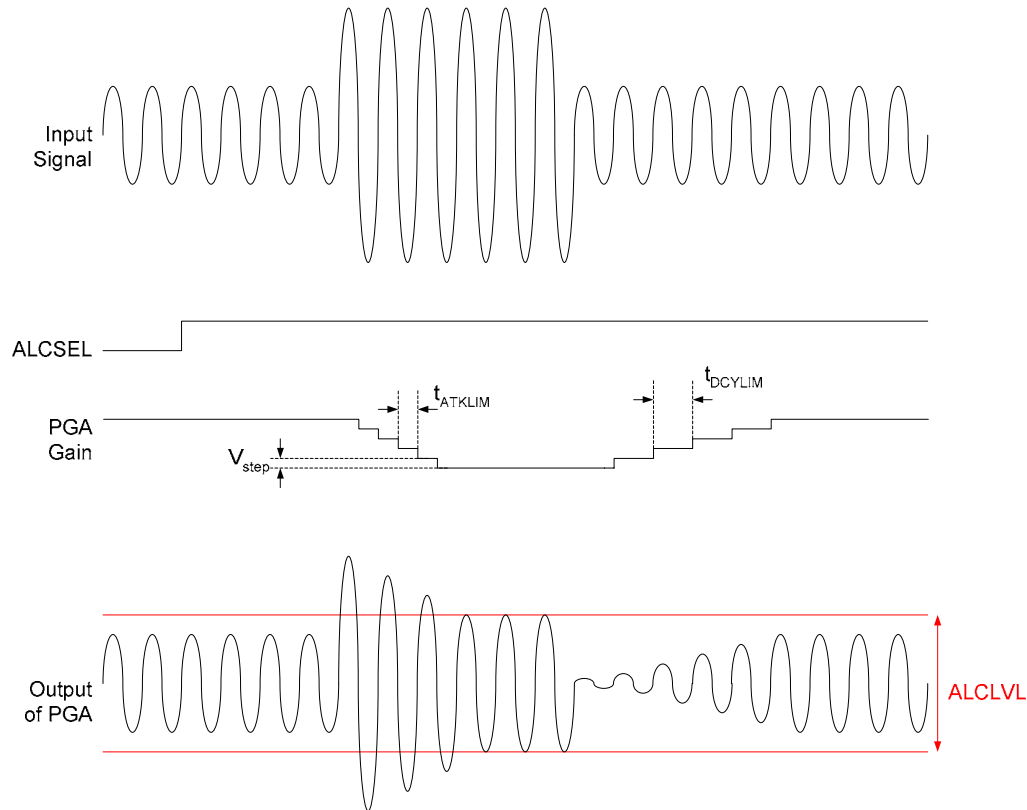 Input
Signal
ALCSEL
tATKLIM
tDCYLIM
PGA
Gain
Vstep
Output
of PGA
ALCLVL